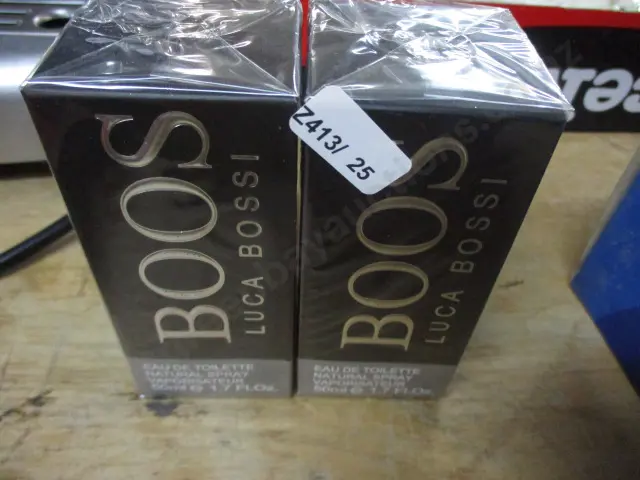 BOOS
LUCA BOSSI
EAU DE TOILETTE
NATURAL SPRAY
VAPORISATEUR
50ml e 1.7 Fl.Oz.
Z413/ 25
BOOS
LUCA BOSSI
EAU DE TOILETTE
NATURAL SPRAY
VAPORISATEUR
50ml e 1.7 Fl.Oz.